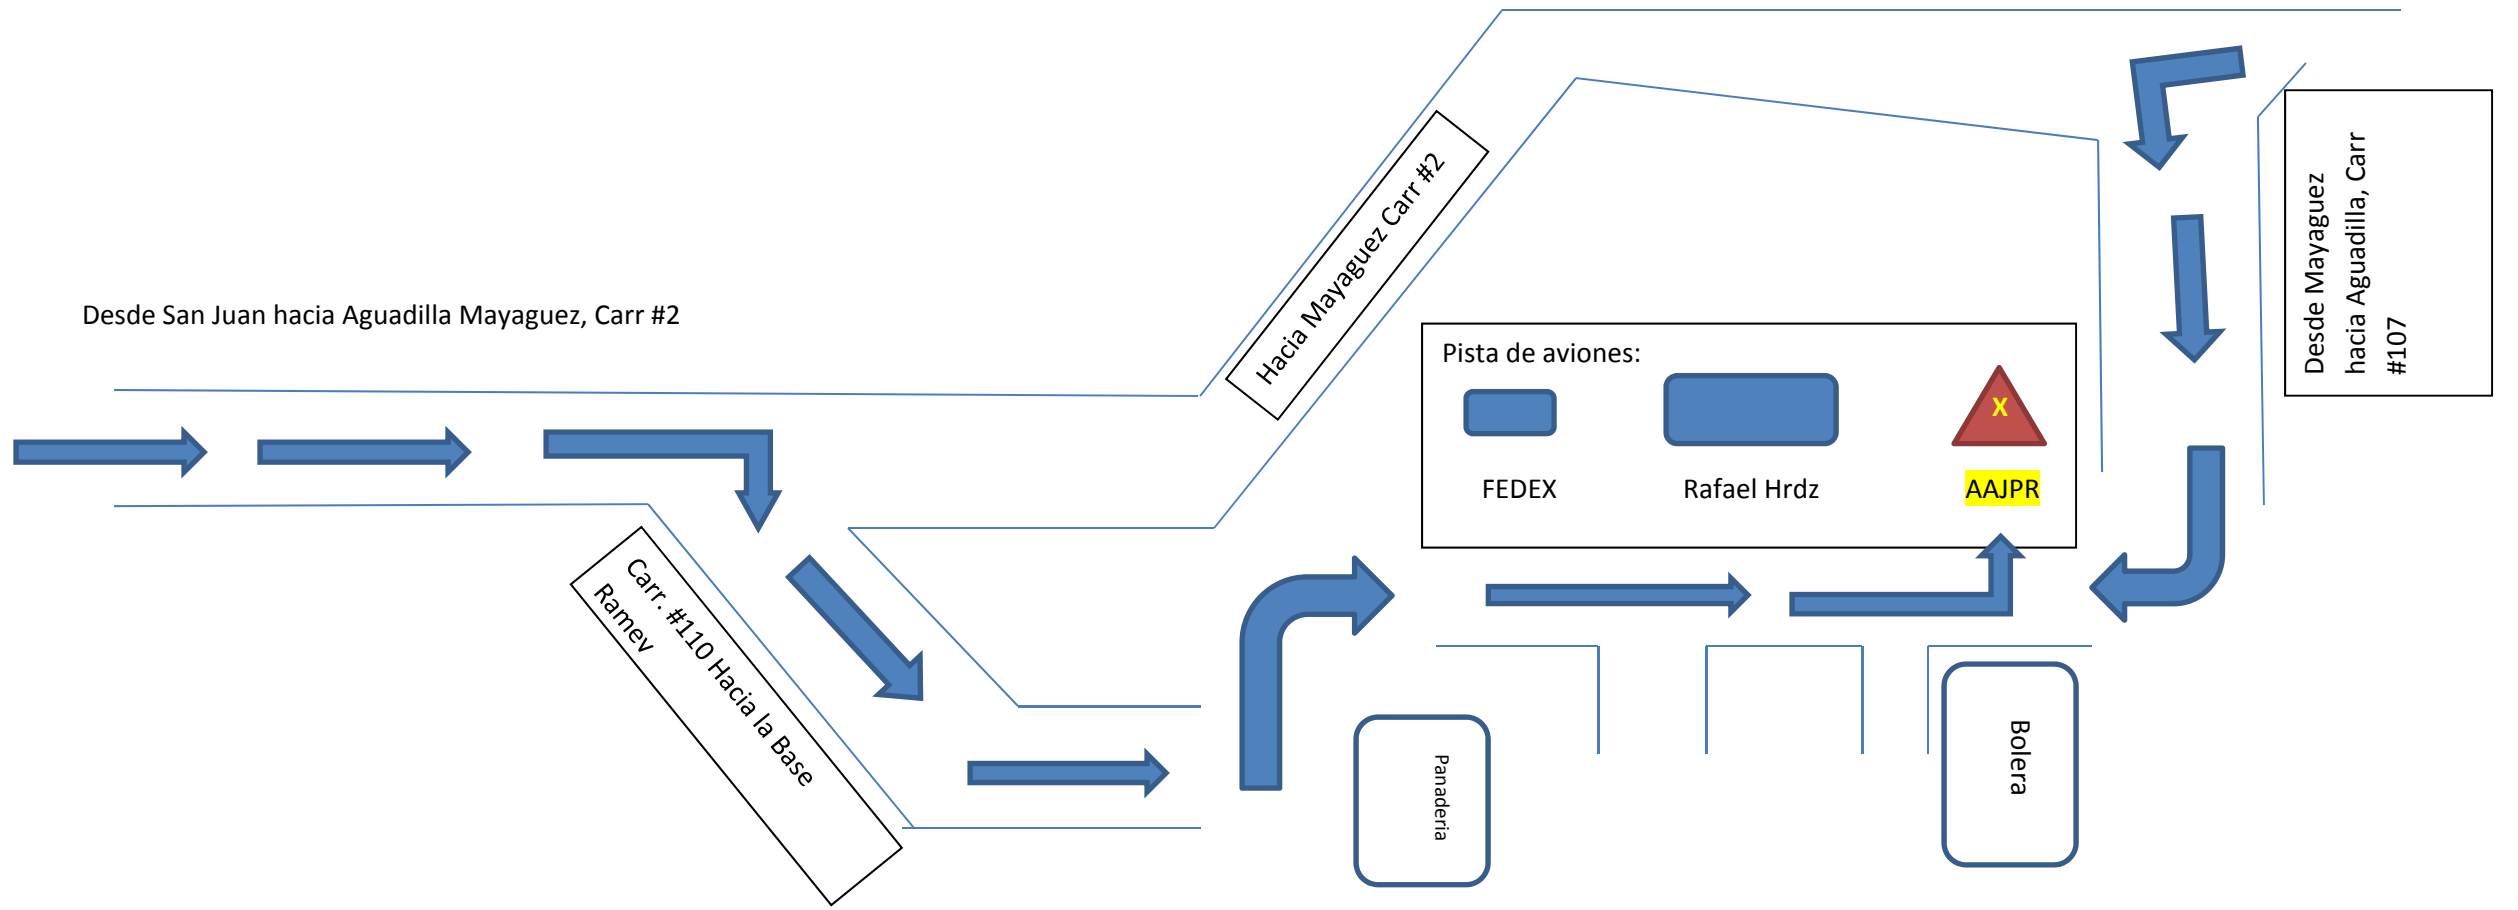 Desde San Juan hacia Aguadilla Mayaguez, Carr #2
Hacia Mayaguez Carr #2
Desde Mayaguez
hacia Aguadilla, Carr
#107
Pista de aviones:
X
FEDEX
Rafael Hrdz
AAJPR
Carr. #110 Hacia la Base
Ramev
Panaderia
Bolera